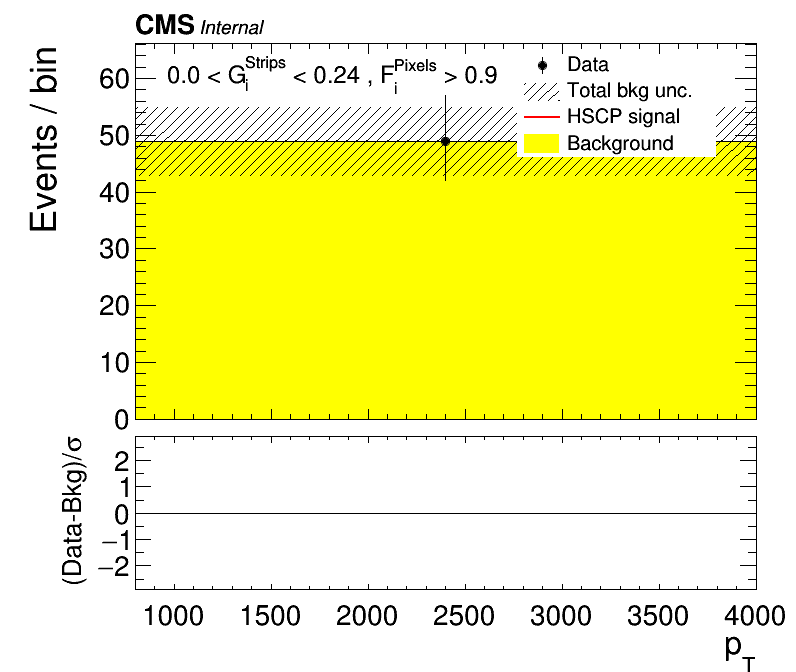 CMS Internal
Events / bin
60
50
40
30
20
10
0
0.0 < G_i^Strips < 0.24 , F_i^Pixels > 0.9
Data
Total bkg unc.
HSCP signal
Background
(Data-Bkg)/σ
2
1
0
−1
−2
1000 1500 2000 2500 3000 3500 4000
p_T